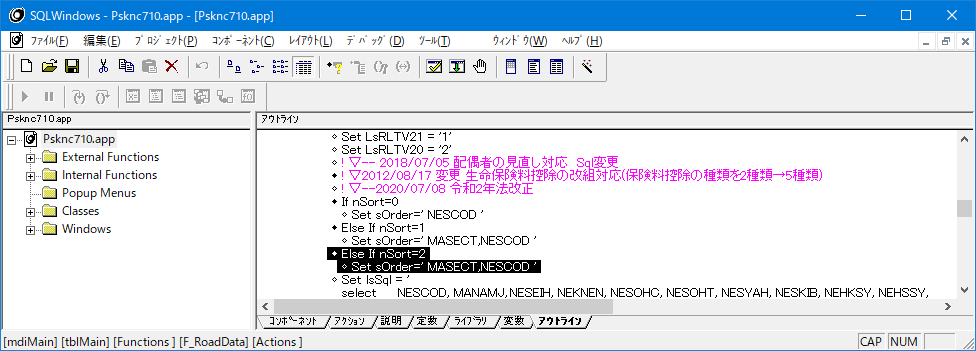 SQLWindows - Psknc710.app - [Psknc710.app]
ﾌｧｲﾙ(F) 編集(E) ﾌﾟﾛｼﾞｪｸﾄ(P) ｺﾝﾎﾟｰﾈﾝﾄ(C) ﾚｲｱｳﾄ(L) ﾃﾞﾊﾞｯｸﾞ(D) ﾂｰﾙ(T) ｳｨﾝﾄﾞｳ(W) ﾍﾙﾌﾟ(H)
Psknc710.app
Psknc710.app
External Functions
Internal Functions
Popup Menus
Classes
Windows
ｱｳﾄﾗｲﾝ
Set LsRLTV21 = '1'
Set LsRLTV20 = '2'
! ▽-- 2018/07/05 配偶者の見直し対応　Sql変更
! ▽2012/08/17 変更 生命保険料控除の改組対応(保険料控除の種類を2種類→5種類)
! ▽--2020/07/08 令和2年法改正
If nSort=0
Set sOrder=' NESCOD '
Else If nSort=1
Set sOrder=' MASECT,NESCOD '
Else If nSort=2
Set sOrder=' MASECT,NESCOD '
Set lsSql = '
select NESCOD, MANAMJ, NESEIH, NEKNEN, NESOHC, NESOHT, NESYAH, NESKIB, NEHKSY, NEHSSY,
ｺﾝﾎﾟｰﾈﾝﾄ ｱｸｼｮﾝ 説明 定数 ﾗｲﾌﾞﾗﾘ 変数 ｱｳﾄﾗｲﾝ
[mdiMain] [tblMain] [Functions ] [F_RoadData] [Actions ] CAP NUM